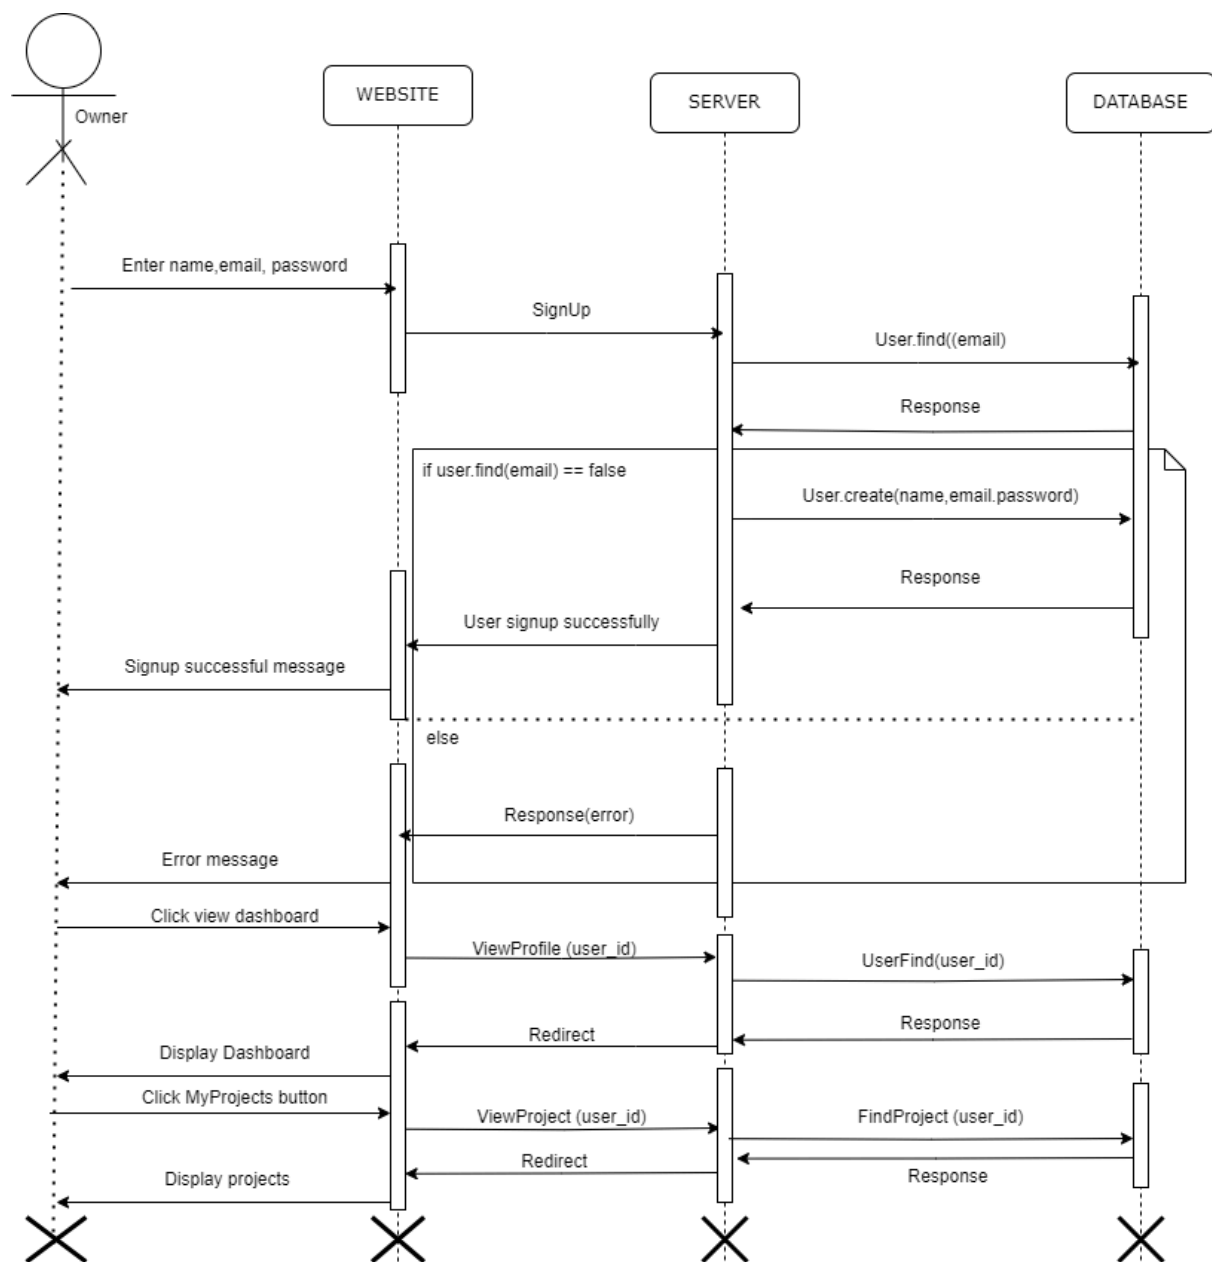 Owner
WEBSITE
SERVER
DATABASE
Enter name,email, password
SignUp
User.find((email)
Response
if user.find(email) == false
User.create(name,email.password)
Response
User signup successfully
Signup successful message
else
Response(error)
Error message
Click view dashboard
ViewProfile (user_id)
UserFind(user_id)
Response
Redirect
Display Dashboard
Click MyProjects button
ViewProject (user_id)
FindProject (user_id)
Redirect
Response
Display projects